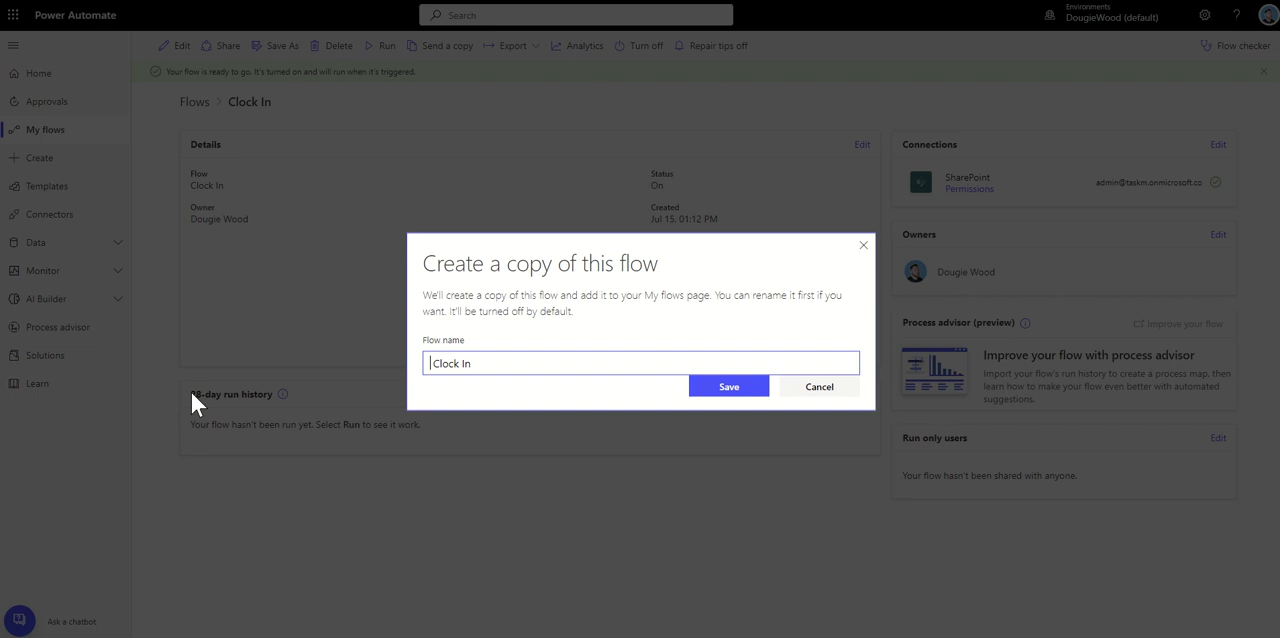 Power Automate
Search
Environments
DougieWood (default)
Edit Share Save As Delete Run Send a copy Export Analytics Turn off Repair tips off Flow checker
Your flow is ready to go. It's turned on and will run when it's triggered.
Home
Approvals
My flows
Create
Templates
Connectors
Data
Monitor
AI Builder
Process advisor
Solutions
Learn
Ask a chatbot
Flows > Clock In
Details Edit
Flow
Clock In
Status
On
Owner
Dougie Wood
Created
Jul 15, 01:12 PM
Create a copy of this flow
We'll create a copy of this flow and add it to your My flows page. You can rename it first if you
want. It'll be turned off by default.
Flow name
Clock In
Save Cancel
8-day run history
Your flow hasn't been run yet. Select Run to see it work.
Connections Edit
SharePoint
Permissions
admin@taskm.onmicrosoft.co
Owners Edit
Dougie Wood
Process advisor (preview) Improve your flow
Improve your flow with process advisor
Import your flow's run history to create a process map, then
learn how to make your flow even better with automated
suggestions.
Run only users Edit
Your flow hasn't been shared with anyone.